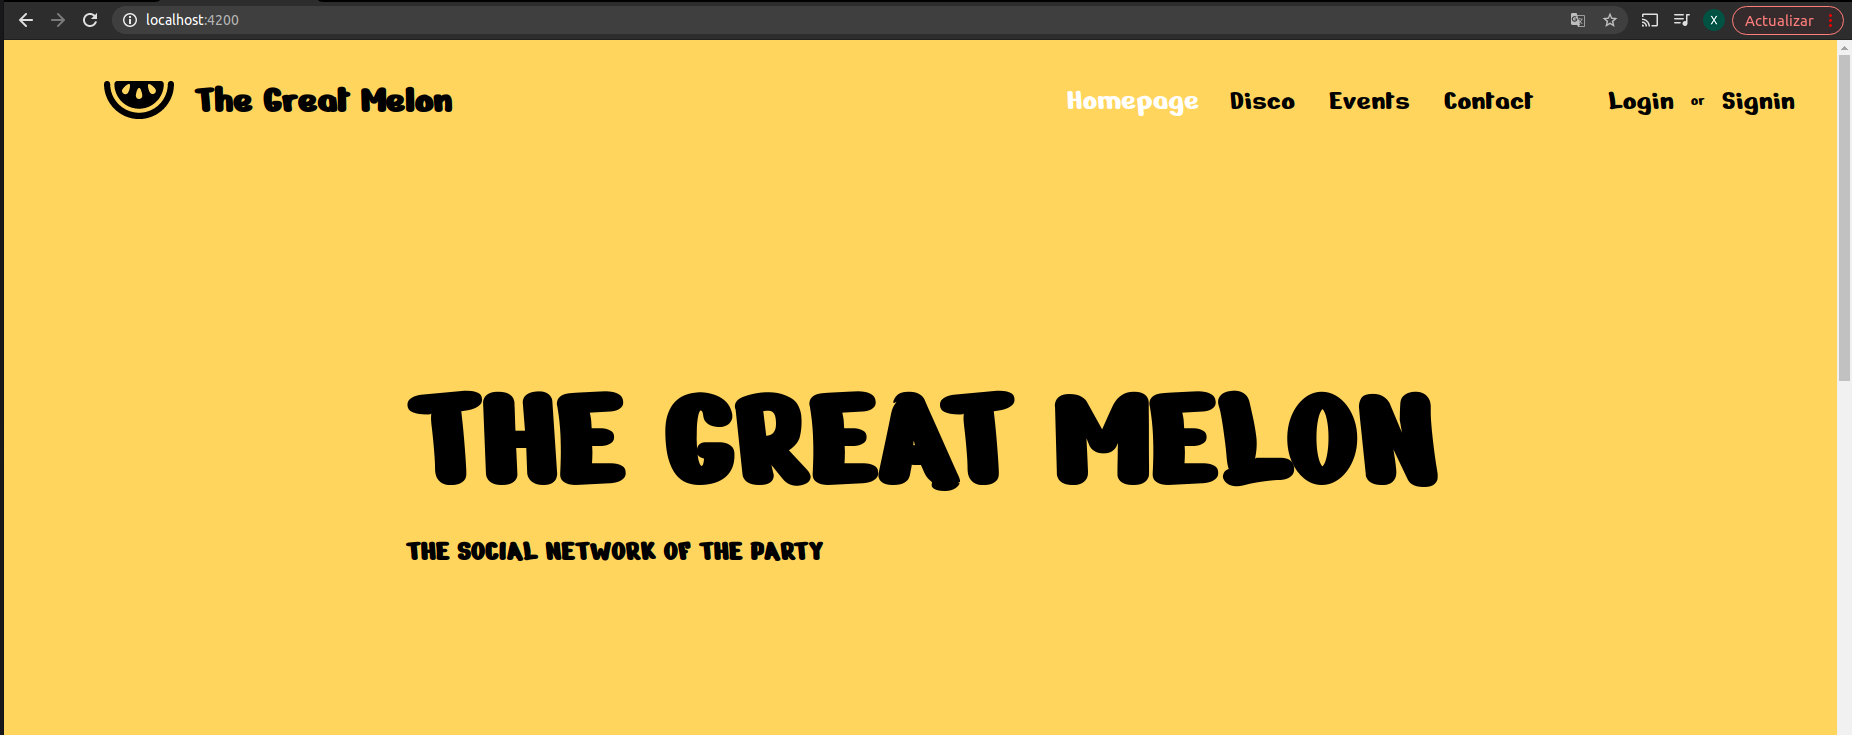 localhost:4200
X
Actualizar
The Great Melon
Homepage Disco Events Contact Login or Signin
THE GREAT MELON
THE SOCIAL NETWORK OF THE PARTY